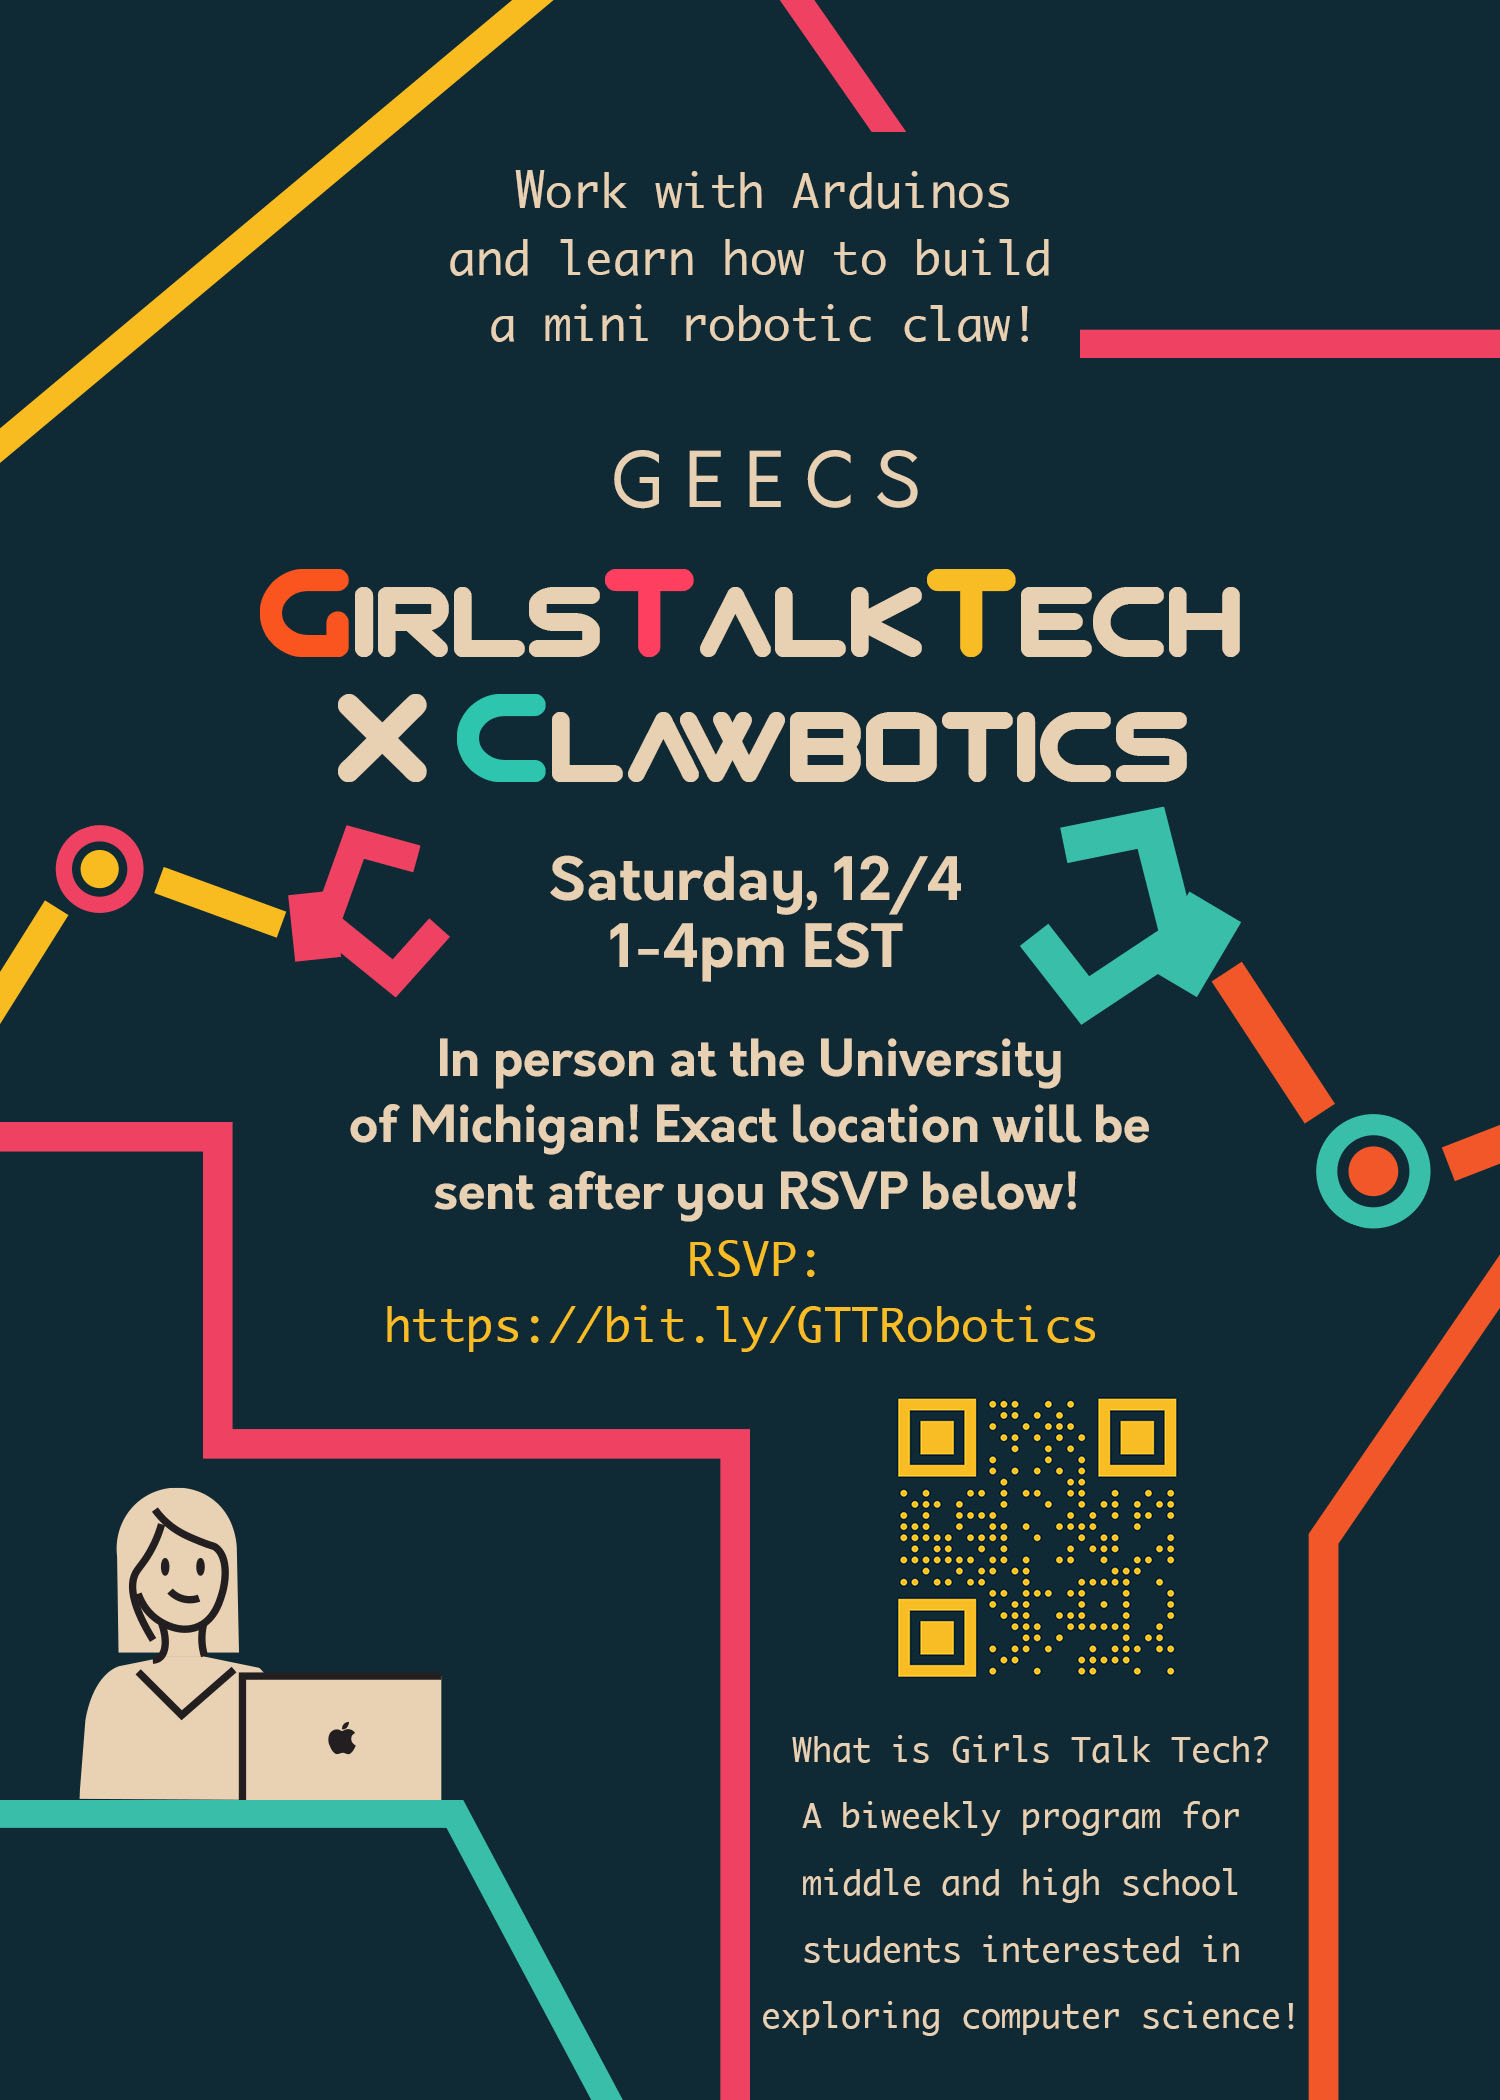 Work with Arduinos
and learn how to build
a mini robotic claw!
GEECS
GIRLSTALKTECH
X CLAWBOTICS
Saturday, 12/4
1-4pm EST
In person at the University
of Michigan! Exact location will be
sent after you RSVP below!
RSVP:
https://bit.ly/GTTRobotics
What is Girls Talk Tech?
A biweekly program for
middle and high school
students interested in
exploring computer science!